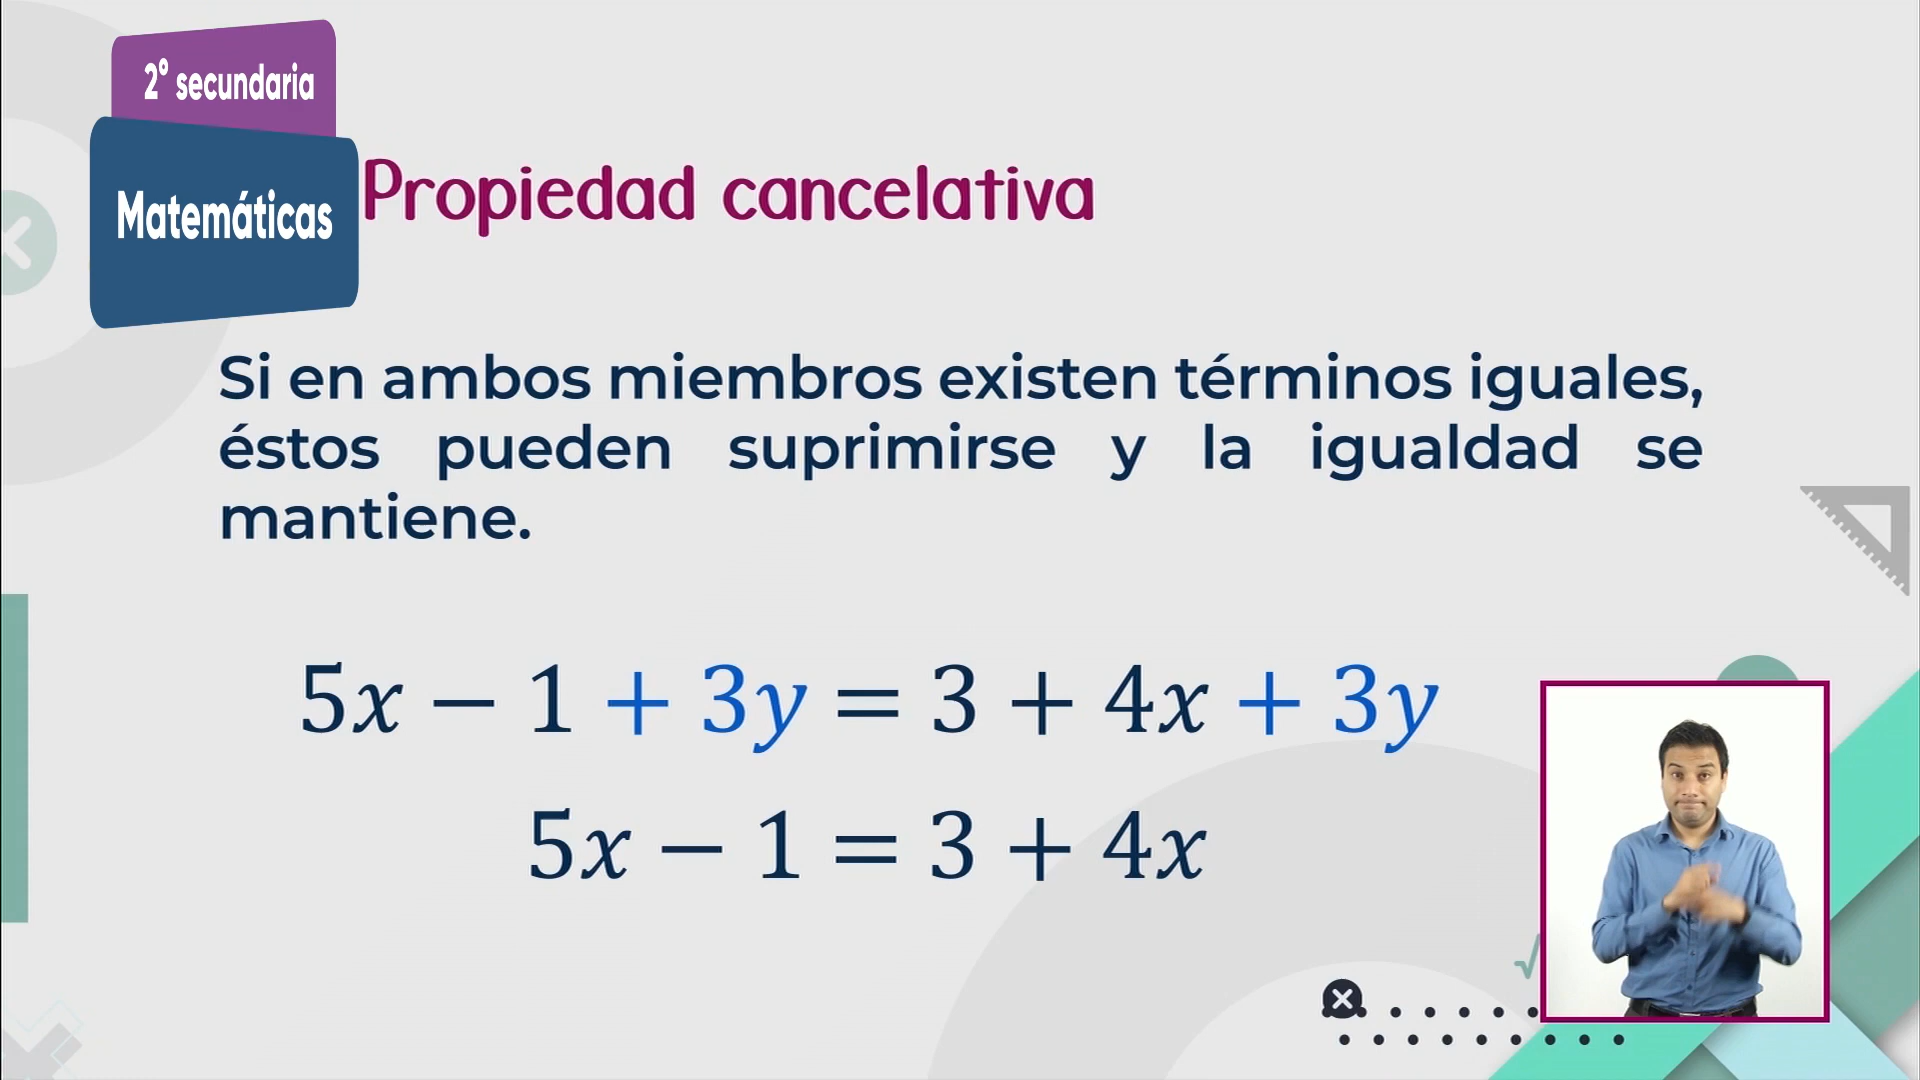 2° secundaria
Matemáticas
Propiedad cancelativa
Si en ambos miembros existen términos iguales,
éstos pueden suprimirse y la igualdad se
mantiene.
5x − 1 + 3y = 3 + 4x + 3y
5x − 1 = 3 + 4x